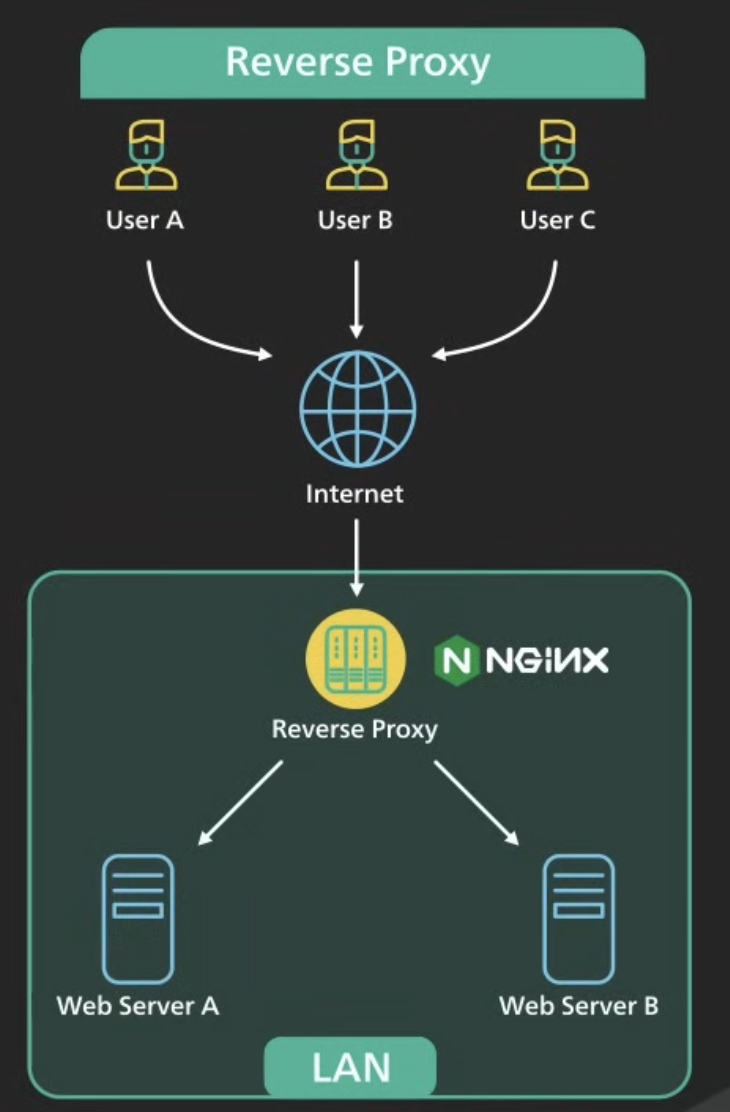 Reverse Proxy
User A
User B
User C
Internet
N NGINX
Reverse Proxy
Web Server A
Web Server B
LAN